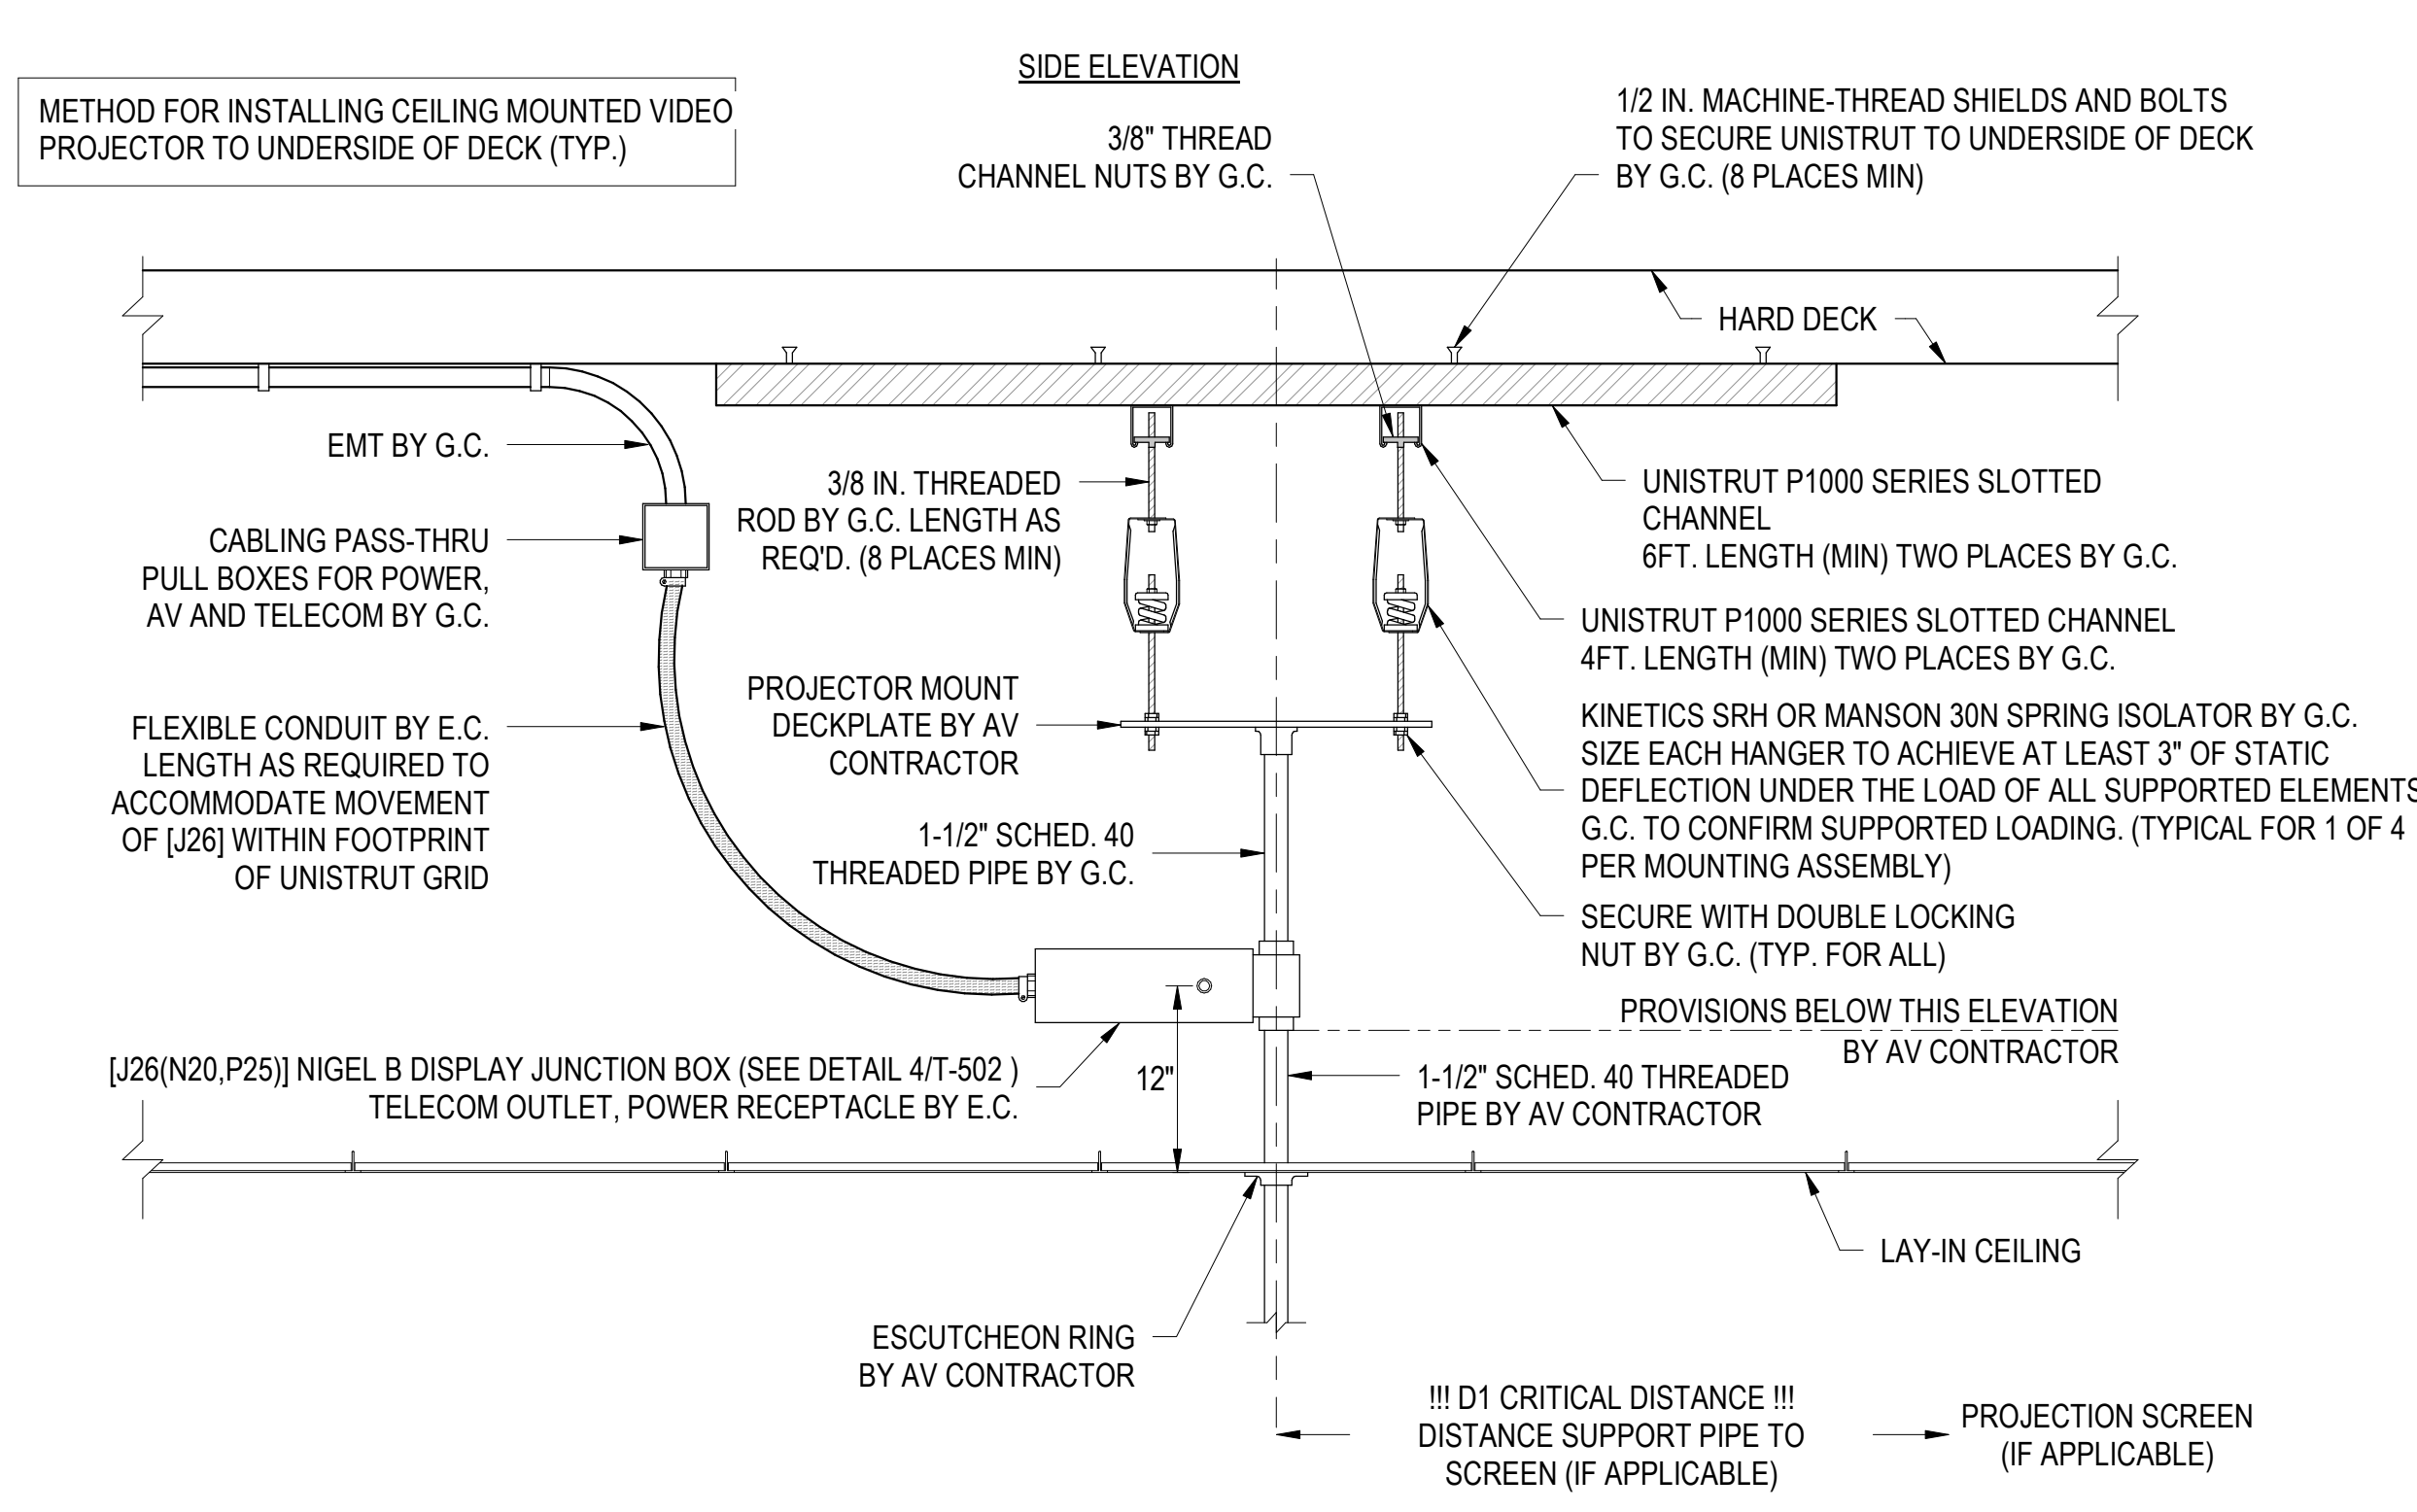 SIDE ELEVATION
METHOD FOR INSTALLING CEILING MOUNTED VIDEO
PROJECTOR TO UNDERSIDE OF DECK (TYP.)
3/8" THREAD
CHANNEL NUTS BY G.C.
1/2 IN. MACHINE-THREAD SHIELDS AND BOLTS
TO SECURE UNISTRUT TO UNDERSIDE OF DECK
BY G.C. (8 PLACES MIN)
HARD DECK
EMT BY G.C.
CABLING PASS-THRU
PULL BOXES FOR POWER,
AV AND TELECOM BY G.C.
FLEXIBLE CONDUIT BY E.C.
LENGTH AS REQUIRED TO
ACCOMMODATE MOVEMENT
OF [J26] WITHIN FOOTPRINT
OF UNISTRUT GRID
3/8 IN. THREADED
ROD BY G.C. LENGTH AS
REQ'D. (8 PLACES MIN)
PROJECTOR MOUNT
DECKPLATE BY AV
CONTRACTOR
1-1/2" SCHED. 40
THREADED PIPE BY G.C.
UNISTRUT P1000 SERIES SLOTTED
CHANNEL
6FT. LENGTH (MIN) TWO PLACES BY G.C.
UNISTRUT P1000 SERIES SLOTTED CHANNEL
4FT. LENGTH (MIN) TWO PLACES BY G.C.
KINETICS SRH OR MANSON 30N SPRING ISOLATOR BY G.C.
SIZE EACH HANGER TO ACHIEVE AT LEAST 3" OF STATIC
DEFLECTION UNDER THE LOAD OF ALL SUPPORTED ELEMENTS
G.C. TO CONFIRM SUPPORTED LOADING. (TYPICAL FOR 1 OF 4
PER MOUNTING ASSEMBLY)
SECURE WITH DOUBLE LOCKING
NUT BY G.C. (TYP. FOR ALL)
PROVISIONS BELOW THIS ELEVATION
BY AV CONTRACTOR
[J26(N20,P25)] NIGEL B DISPLAY JUNCTION BOX (SEE DETAIL 4/T-502 )
TELECOM OUTLET, POWER RECEPTACLE BY E.C.
12"
1-1/2" SCHED. 40 THREADED
PIPE BY AV CONTRACTOR
LAY-IN CEILING
ESCUTCHEON RING
BY AV CONTRACTOR
!!! D1 CRITICAL DISTANCE !!!
DISTANCE SUPPORT PIPE TO
SCREEN (IF APPLICABLE)
PROJECTION SCREEN
(IF APPLICABLE)